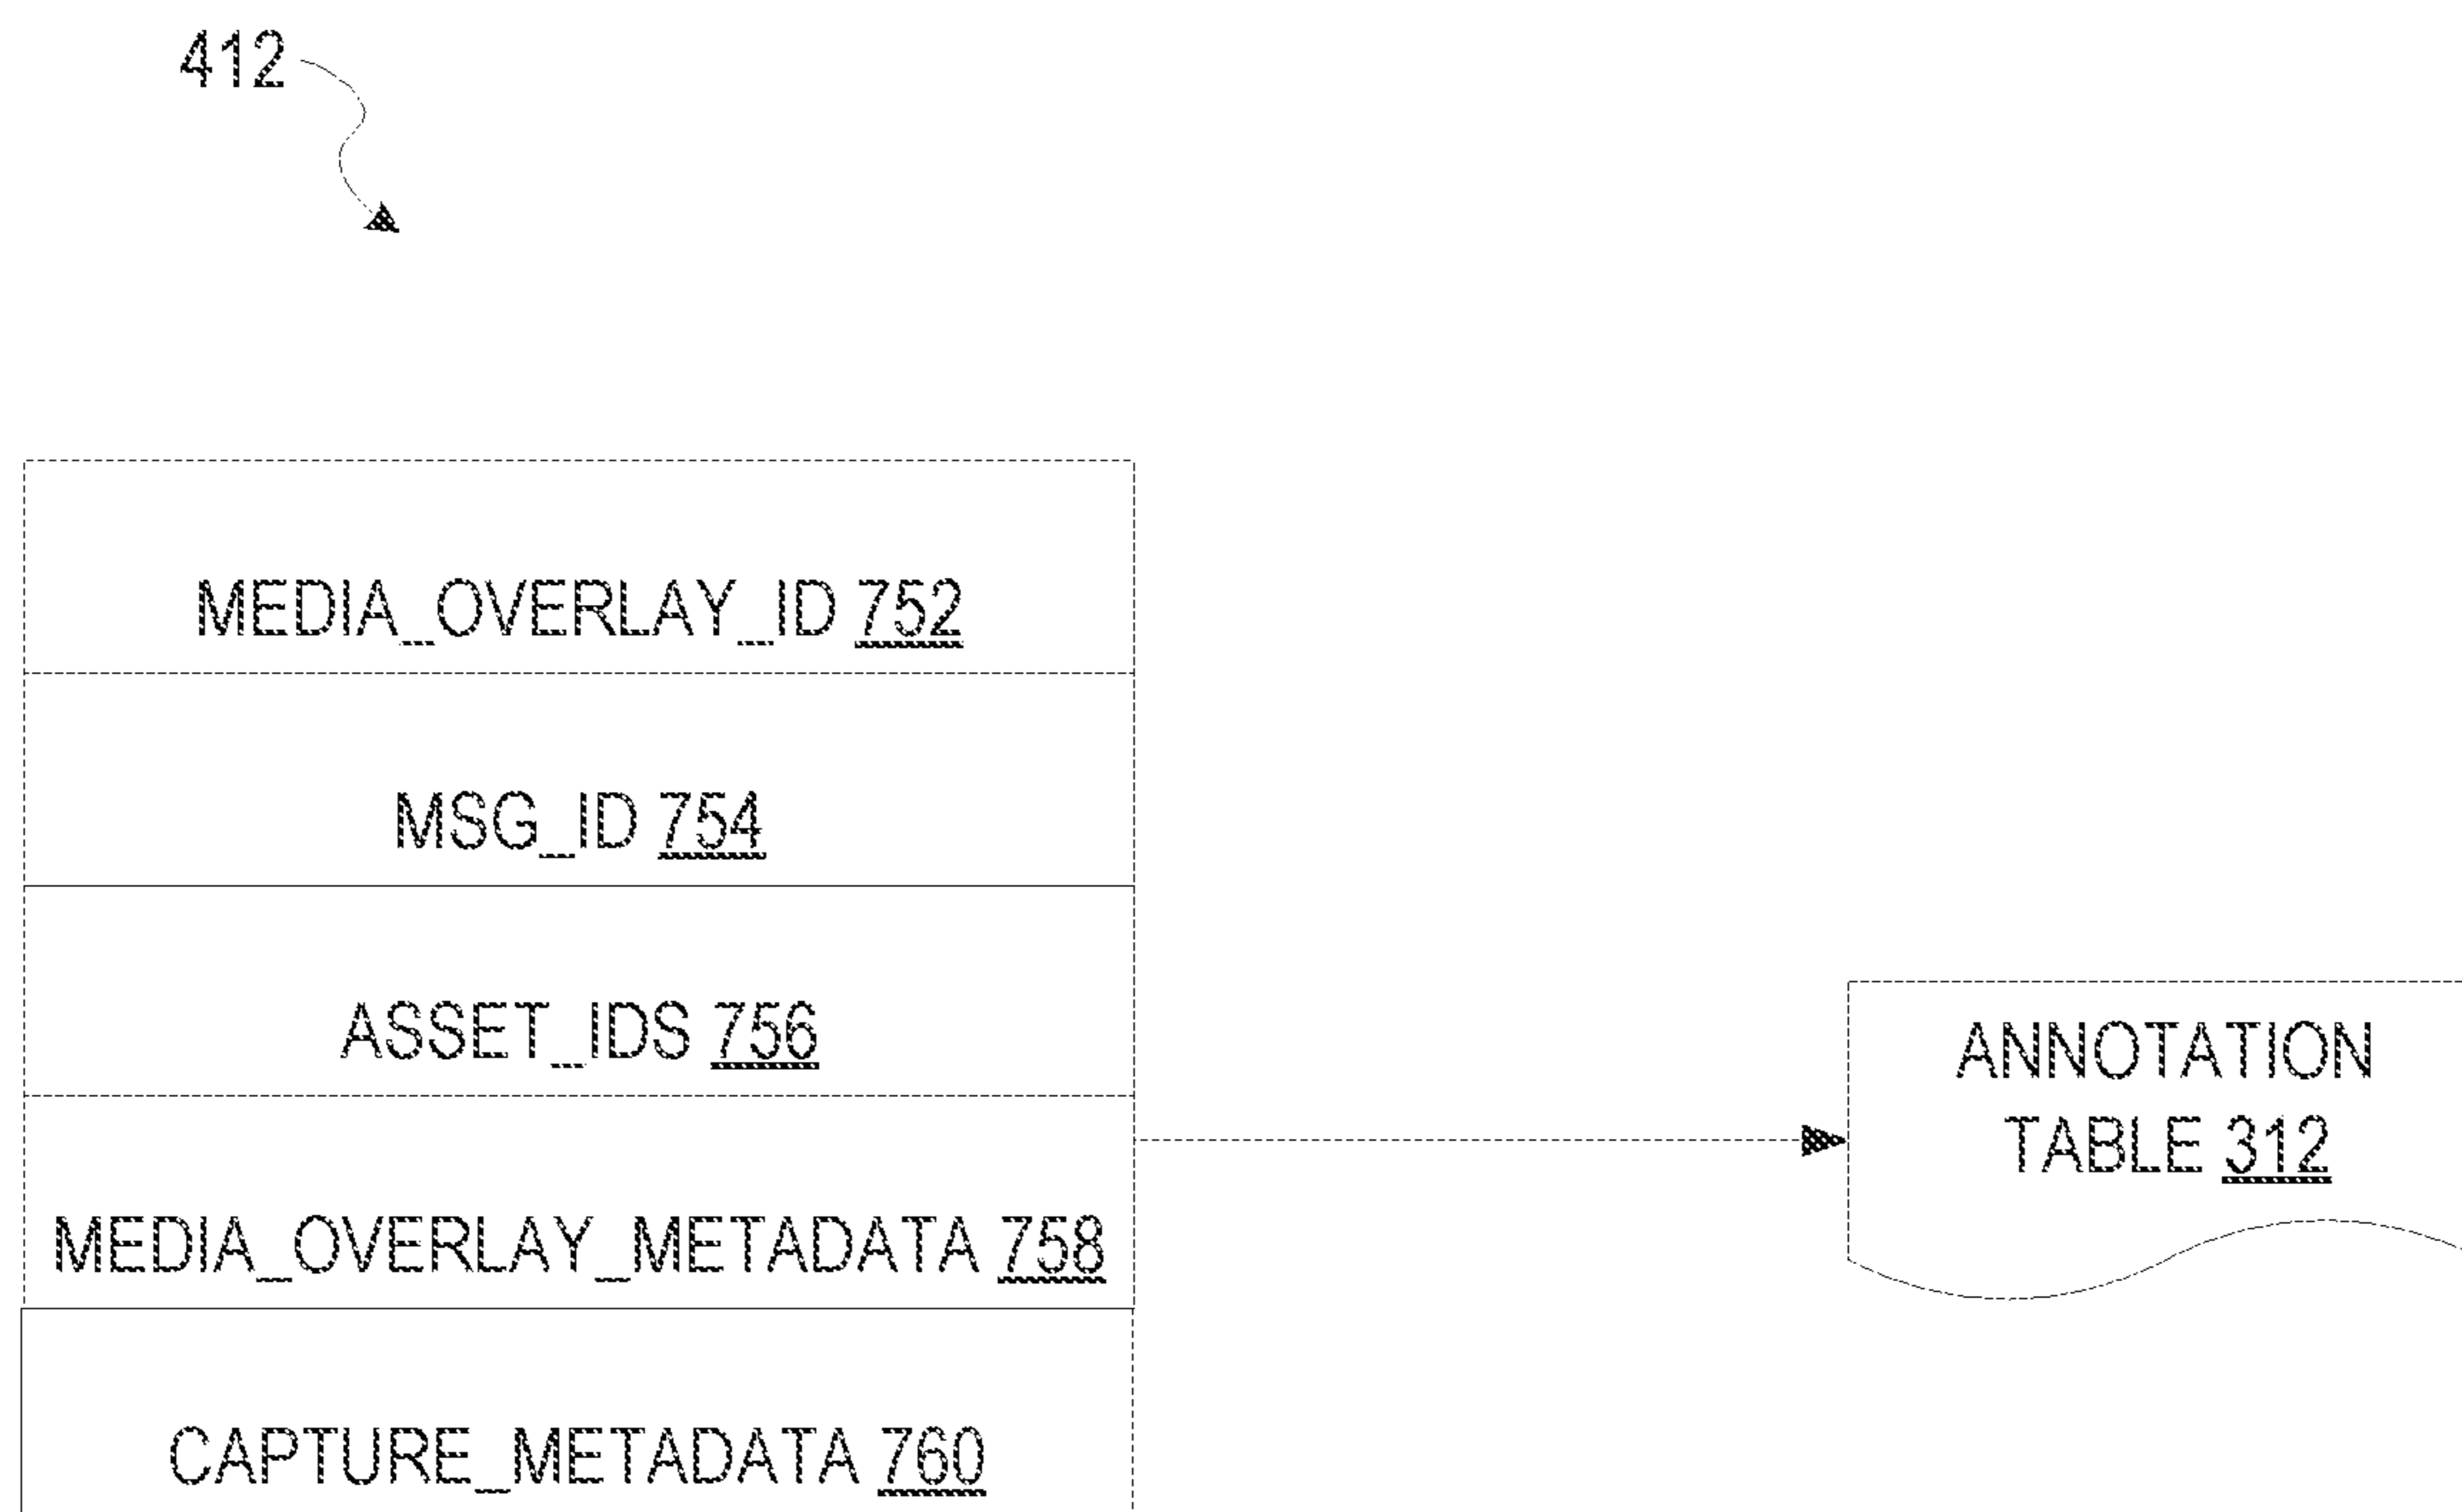 412
MEDIA_OVERLAY_ID 752
MSG_ID 754
ASSET_IDS 756
MEDIA_OVERLAY_METADATA 758
CAPTURE_METADATA 760
ANNOTATION
TABLE 312